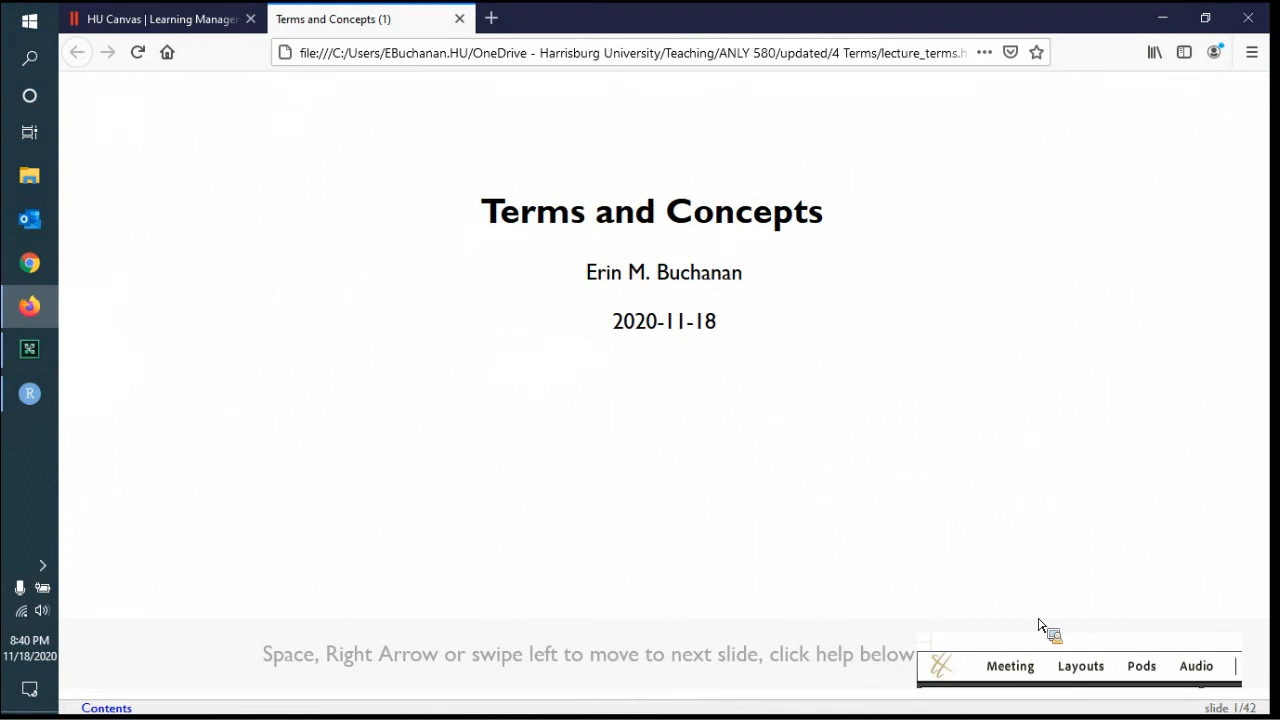 HU Canvas | Learning Manage
Terms and Concepts (1)
file:///C:/Users/EBuchanan.HU/OneDrive - Harrisburg University/Teaching/ANLY 580/updated/4 Terms/lecture_terms.h
Terms and Concepts
Erin M. Buchanan
2020-11-18
Space, Right Arrow or swipe left to move to next slide, click help below
Meeting Layouts Pods Audio
8:40 PM
11/18/2020
Contents
slide 1/42